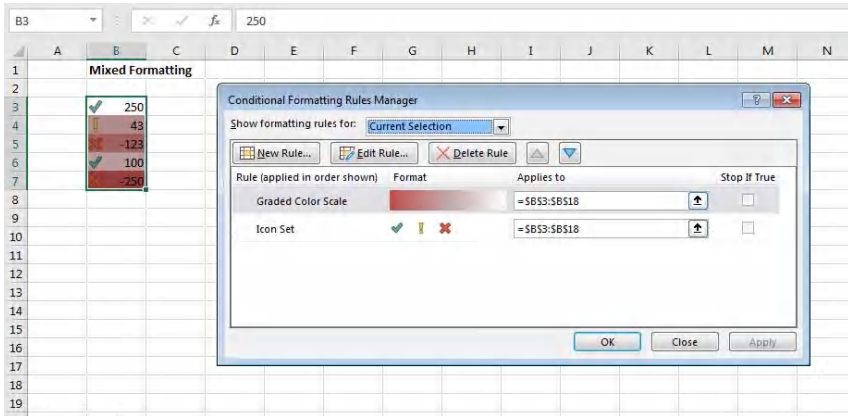 B3 fx 250
A B C D E F G H I J K L M N
1 Mixed Formatting
2
3 250
4 43
5 -123
6 100
7 -250
8
9
10
11
12
13
14
15
16
17
18
19
Conditional Formatting Rules Manager
Show formatting rules for: Current Selection
New Rule... Edit Rule... Delete Rule
Rule (applied in order shown) Format Applies to Stop If True
Graded Color Scale =$B$3:$B$18
Icon Set =$B$3:$B$18
OK Close Apply